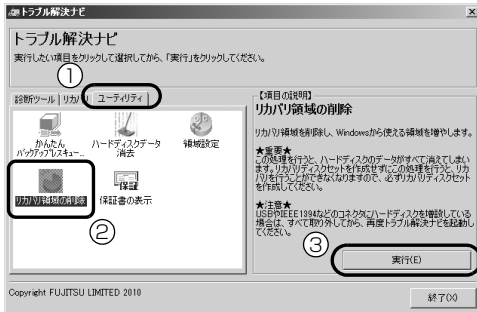 トラブル解決ナビ
トラブル解決ナビ
実行したい項目をクリックして選択してから、「実行」をクリックしてください。
①
診断ツール
リカバリ
ユーティリティ
かんたん
バックアップレスキュー...
ハードディスクデータ
消去
領域設定
リカバリ領域の削除
保証
保証書の表示
②
【項目の説明】
リカバリ領域の削除
リカバリ領域を削除し、Windowsから使える領域を増やします。
★重要★
この処理を行うと、ハードディスクのデータがすべて消えてしまい
ます。リカバリディスクセットを作成せずにこの処理を行うと、リカ
バリを行うことができなくなりますので、必ずリカバリディスクセット
を作成してください。
★注意★
USBやIEEE1394などのコネクタにハードディスクを増設している
場合は、すべて取り外してから、再度トラブル解決ナビを起動し
てください。
③
実行(E)
Copyright FUJITSU LIMITED 2010
終了(X)